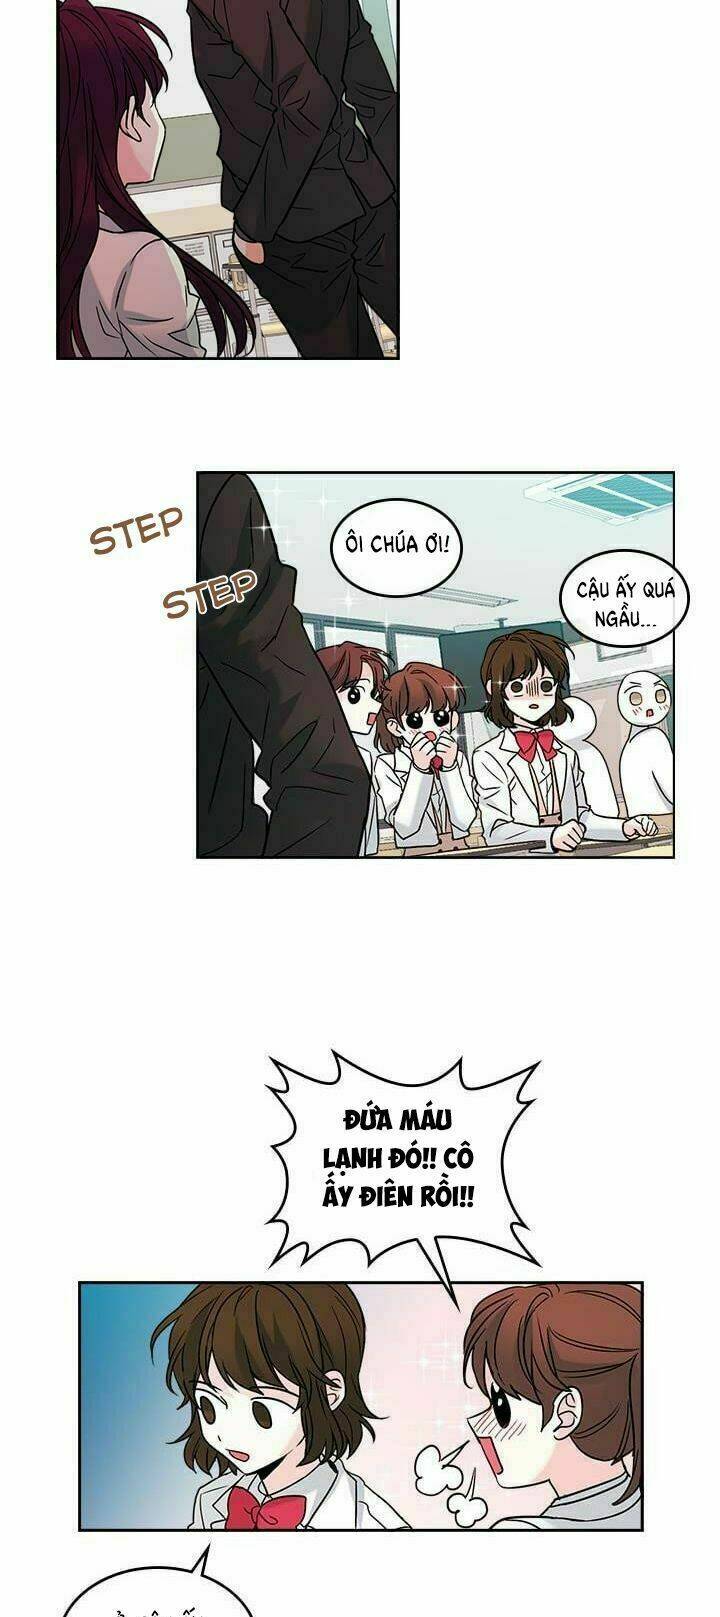 STEP
STEP
ÔI CHÚA ƠI!
CẬU ẤY QUÁ
NGẦU...
ĐỨA MÁU
LẠNH ĐÓ!! CÔ
ẤY ĐIÊN RỒI!!